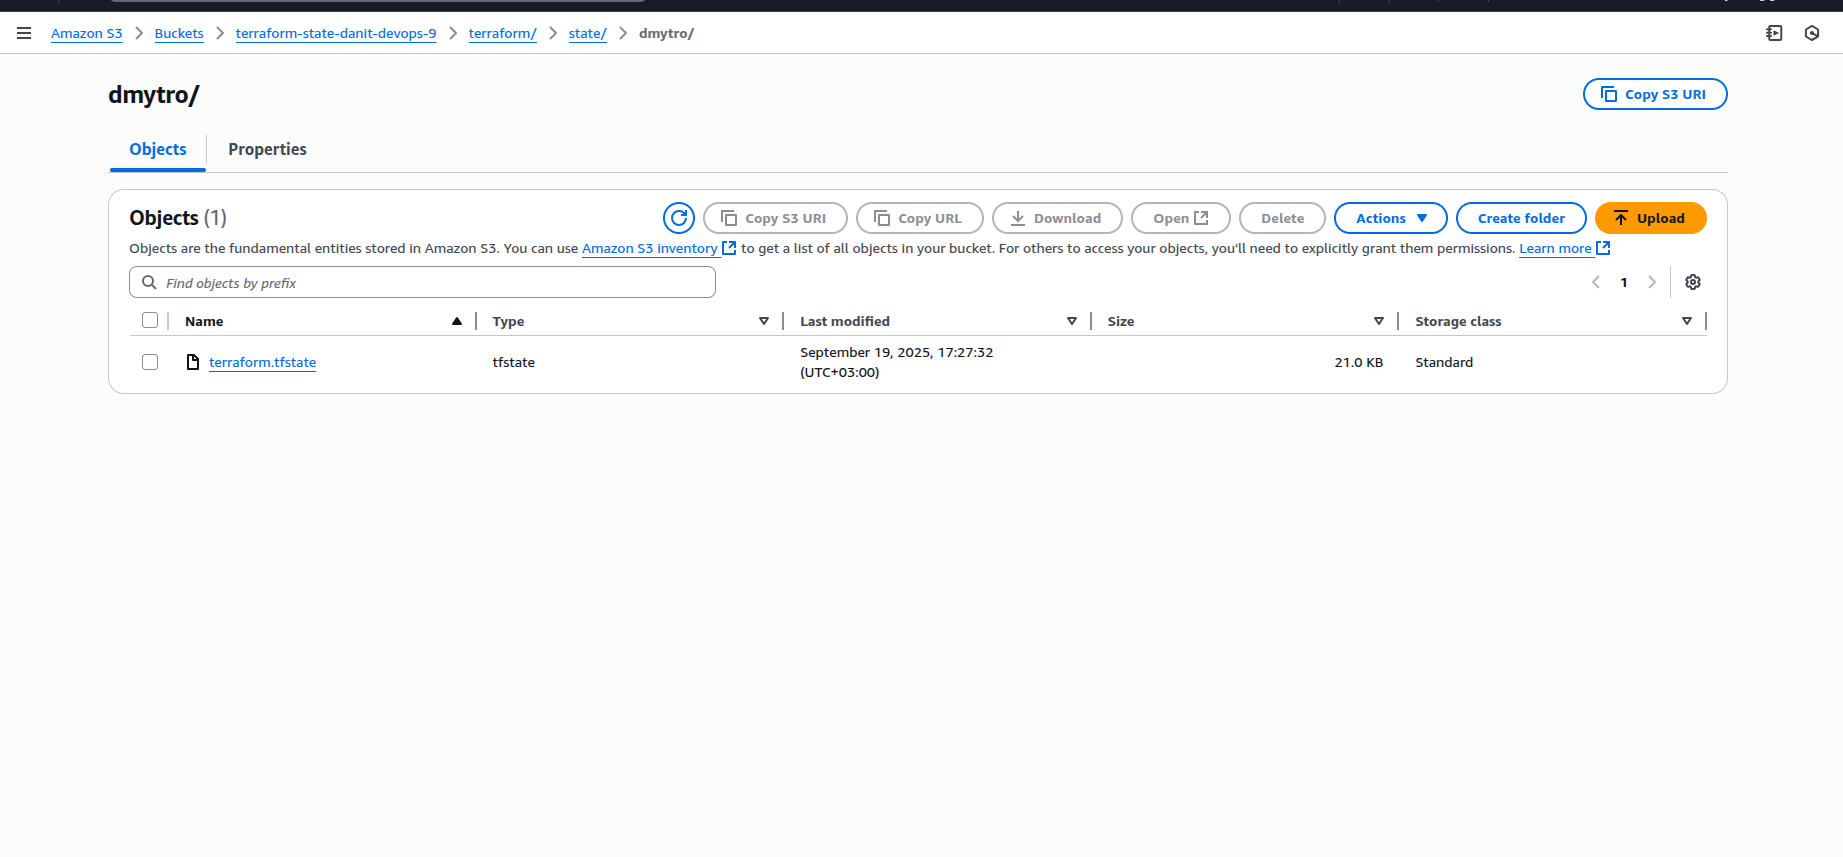 Amazon S3 > Buckets > terraform-state-danit-devops-9 > terraform/ > state/ > dmytro/
dmytro/
Copy S3 URI
Objects
Properties
Objects (1)
Copy S3 URI
Copy URL
Download
Open
Delete
Actions
Create folder
Upload
Objects are the fundamental entities stored in Amazon S3. You can use Amazon S3 inventory to get a list of all objects in your bucket. For others to access your objects, you'll need to explicitly grant them permissions. Learn more
Find objects by prefix
1
Name Type Last modified Size Storage class
terraform.tfstate tfstate September 19, 2025, 17:27:32 (UTC+03:00) 21.0 KB Standard